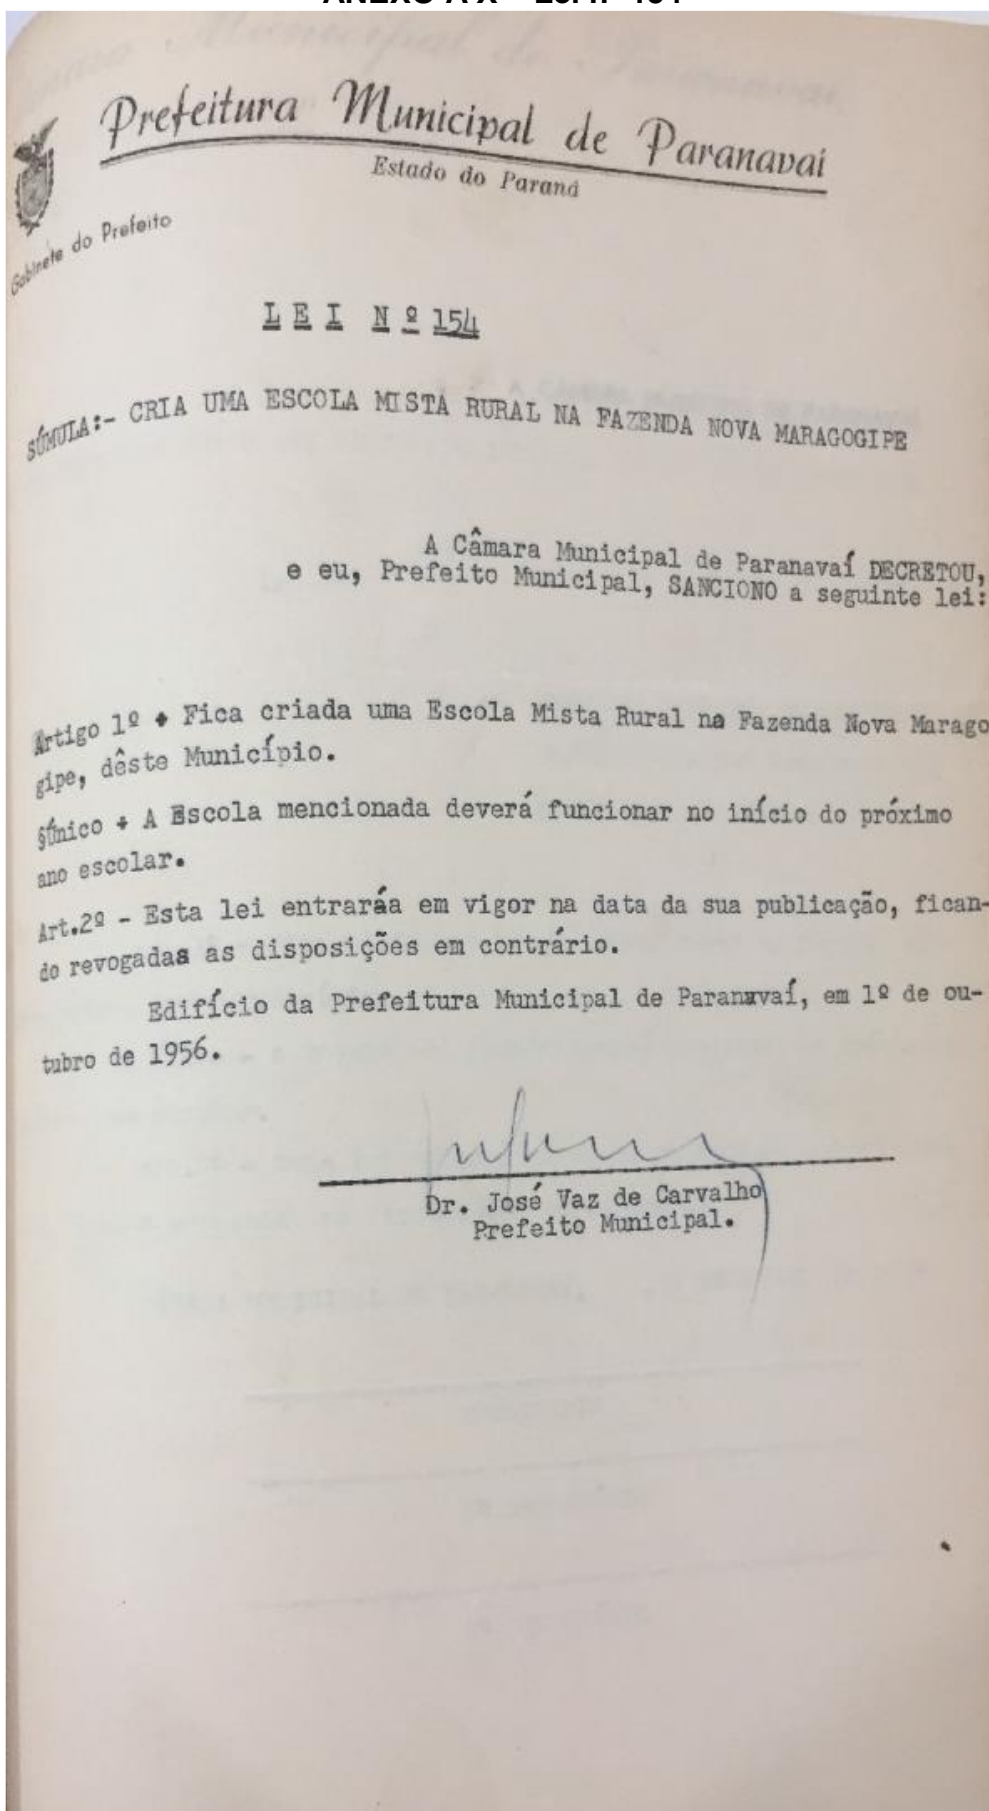 Prefeitura Municipal de Paranavaí
Estado do Paraná
Gabinete do Prefeito
LEI Nº 154
SÚMULA:- CRIA UMA ESCOLA MISTA RURAL NA FAZENDA NOVA MARAGOGIPE
A Câmara Municipal de Paranavaí DECRETOU,
e eu, Prefeito Municipal, SANCIONO a seguinte lei:
Artigo 1º + Fica criada uma Escola Mista Rural na Fazenda Nova Marago
gipe, dêste Município.
§Único + A Escola mencionada deverá funcionar no início do próximo
ano escolar.
Art.2º - Esta lei entraráa em vigor na data da sua publicação, fican-
do revogadas as disposições em contrário.
Edifício da Prefeitura Municipal de Paranavaí, em 1º de ou-
tubro de 1956.
Dr. José Vaz de Carvalho
Prefeito Municipal.